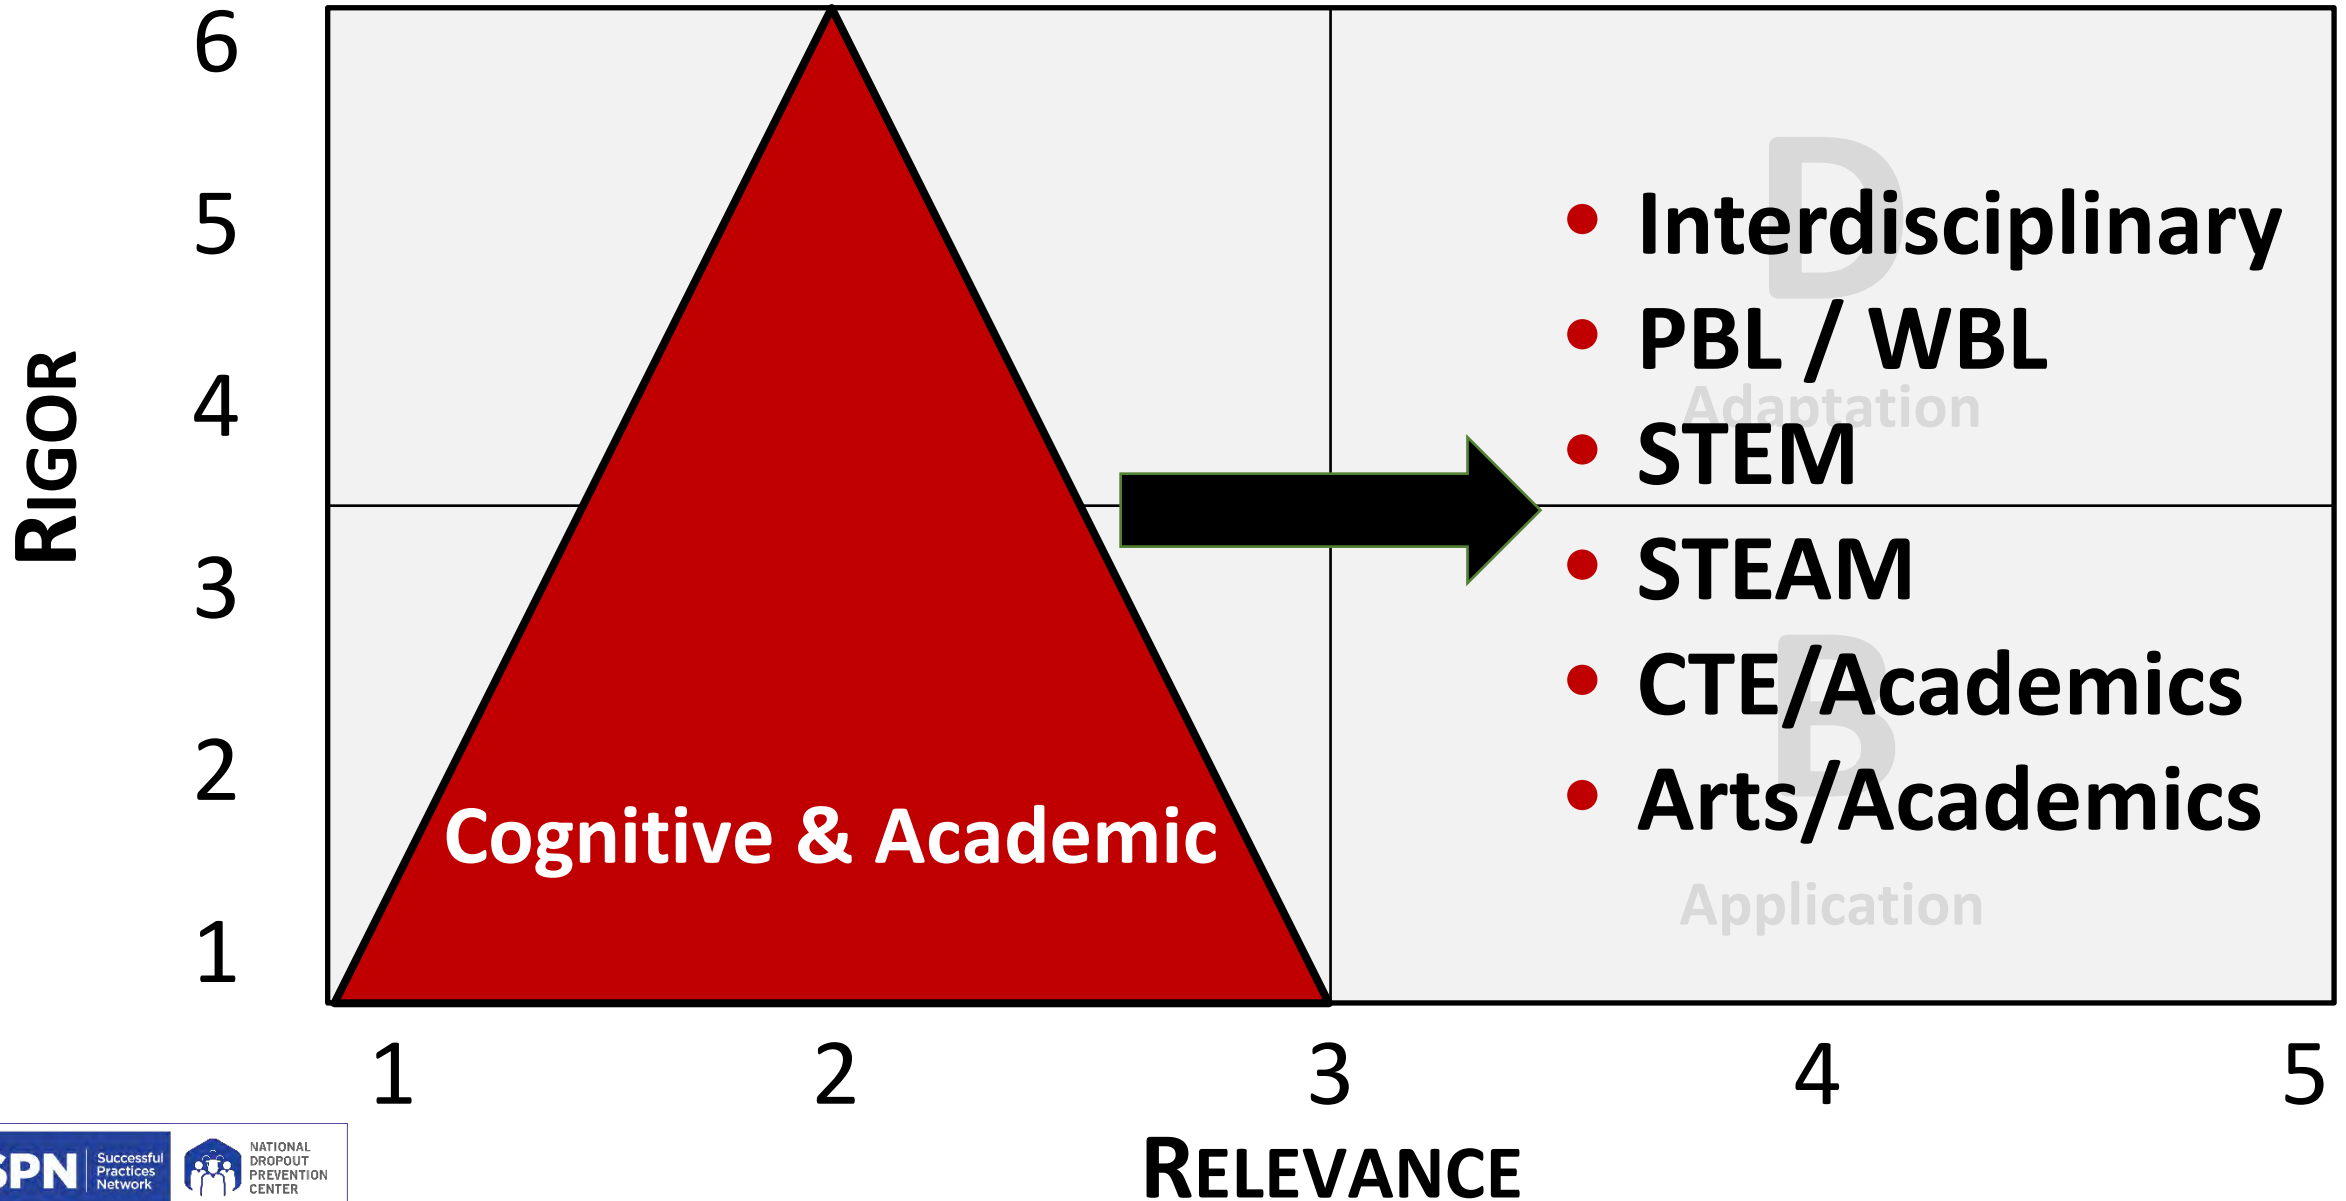 6
5
4
3
2
1
RIGOR
D
Adaptation
B
Application
• Interdisciplinary
• PBL / WBL
• STEM
• STEAM
• CTE/Academics
• Arts/Academics
Cognitive & Academic
1 2 3 4 5
RELEVANCE
SPN
Successful
Practices
Network
NATIONAL
DROPOUT
PREVENTION
CENTER